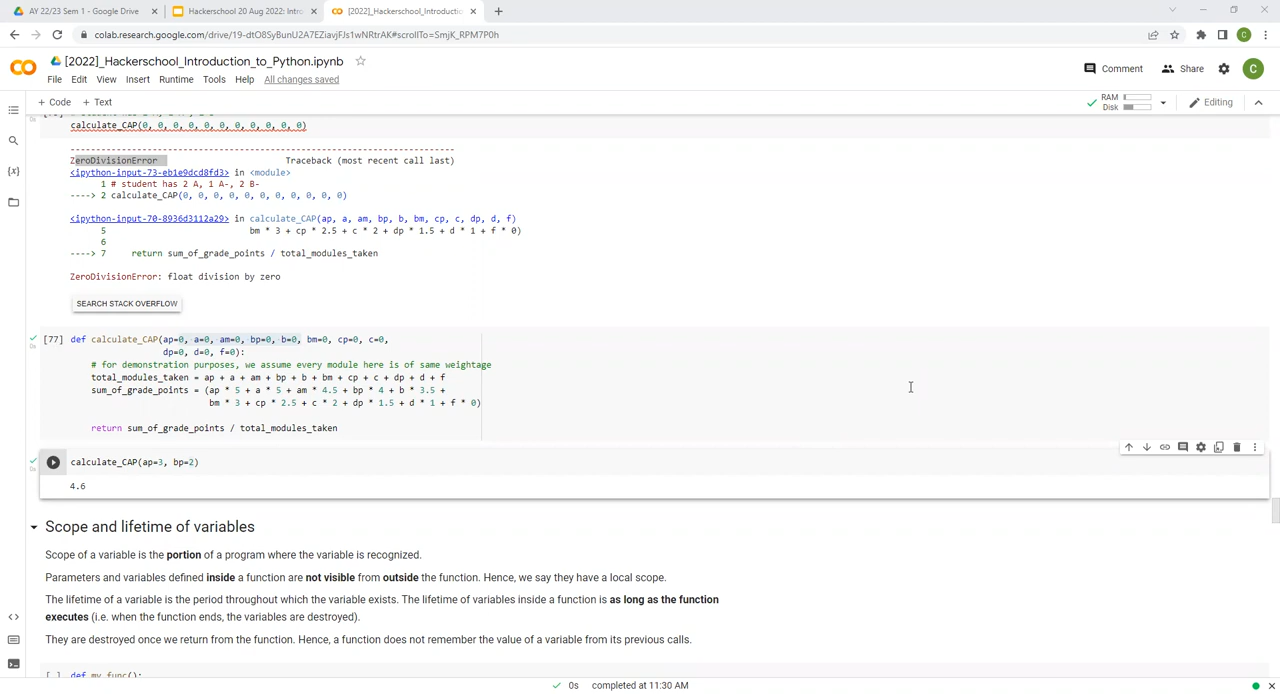 AY 22/23 Sem 1 - Google Drive
Hackerschool 20 Aug 2022: Intro
[2022]_Hackerschool_Introductio
colab.research.google.com/drive/19-dtO8SyBunU2A7EZiavjFJs1wNRtrAK#scrollTo=SmjK_RPM7P0h
C
CO
[2022]_Hackerschool_Introduction_to_Python.ipynb
Comment
Share
C
File Edit View Insert Runtime Tools Help All changes saved
+ Code + Text
RAM
Disk
Editing
calculate_CAP(0, 0, 0, 0, 0, 0, 0, 0, 0, 0, 0)
ZeroDivisionError Traceback (most recent call last)
<ipython-input-73-eb1e9dcd8fd3> in <module>
1 # student has 2 A, 1 A-, 2 B-
----> 2 calculate_CAP(0, 0, 0, 0, 0, 0, 0, 0, 0, 0, 0)
<ipython-input-70-8936d3112a29> in calculate_CAP(ap, a, am, bp, b, bm, cp, c, dp, d, f)
5 bm * 3 + cp * 2.5 + c * 2 + dp * 1.5 + d * 1 + f * 0)
6
----> 7 return sum_of_grade_points / total_modules_taken
ZeroDivisionError: float division by zero
SEARCH STACK OVERFLOW
[77] def calculate_CAP(ap=0, a=0, am=0, bp=0, b=0, bm=0, cp=0, c=0,
0s
dp=0, d=0, f=0):
# for demonstration purposes, we assume every module here is of same weightage
total_modules_taken = ap + a + am + bp + b + bm + cp + c + dp + d + f
sum_of_grade_points = (ap * 5 + a * 5 + am * 4.5 + bp * 4 + b * 3.5 +
bm * 3 + cp * 2.5 + c * 2 + dp * 1.5 + d * 1 + f * 0)
return sum_of_grade_points / total_modules_taken
calculate_CAP(ap=3, bp=2)
0s
4.6
Scope and lifetime of variables
Scope of a variable is the portion of a program where the variable is recognized.
Parameters and variables defined inside a function are not visible from outside the function. Hence, we say they have a local scope.
The lifetime of a variable is the period throughout which the variable exists. The lifetime of variables inside a function is as long as the function
executes (i.e. when the function ends, the variables are destroyed).
They are destroyed once we return from the function. Hence, a function does not remember the value of a variable from its previous calls.
[ ] def my_func():
0s completed at 11:30 AM